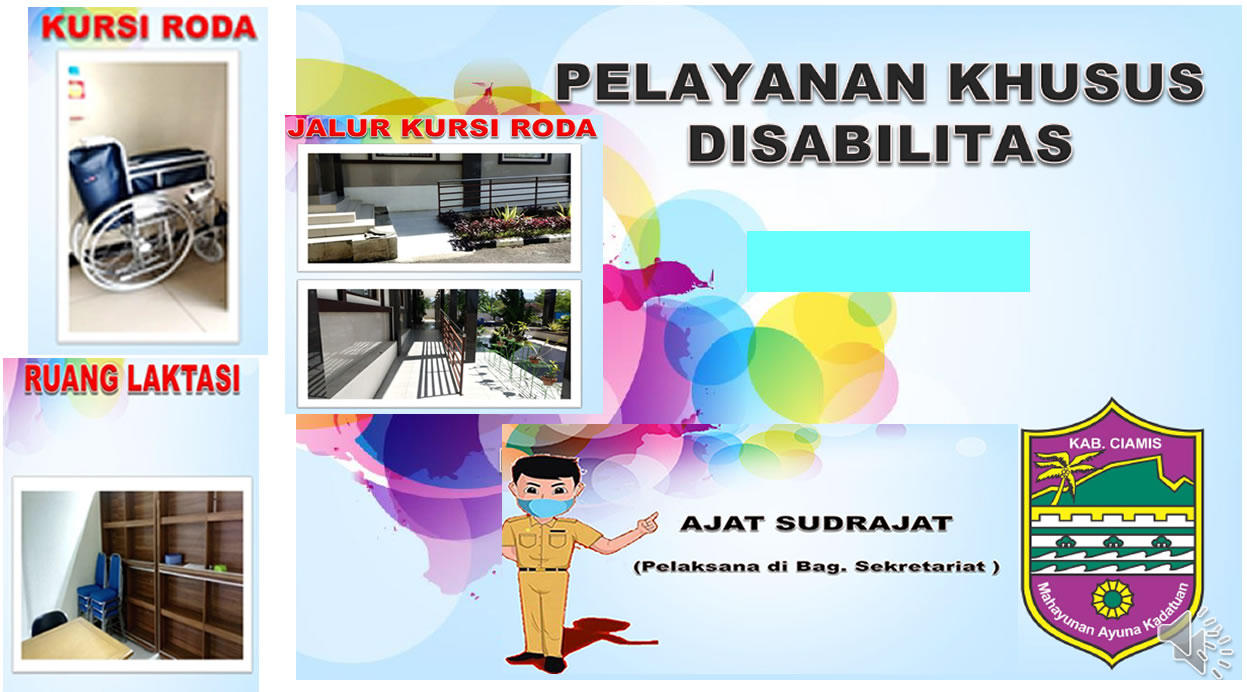 KURSI RODA
PELAYANAN KHUSUS
DISABILITAS
JALUR KURSI RODA
RUANG LAKTASI
AJAT SUDRAJAT
(Pelaksana di Bag. Sekretariat )
KAB. CIAMIS
Mahayunan Ayuna Kadatuan